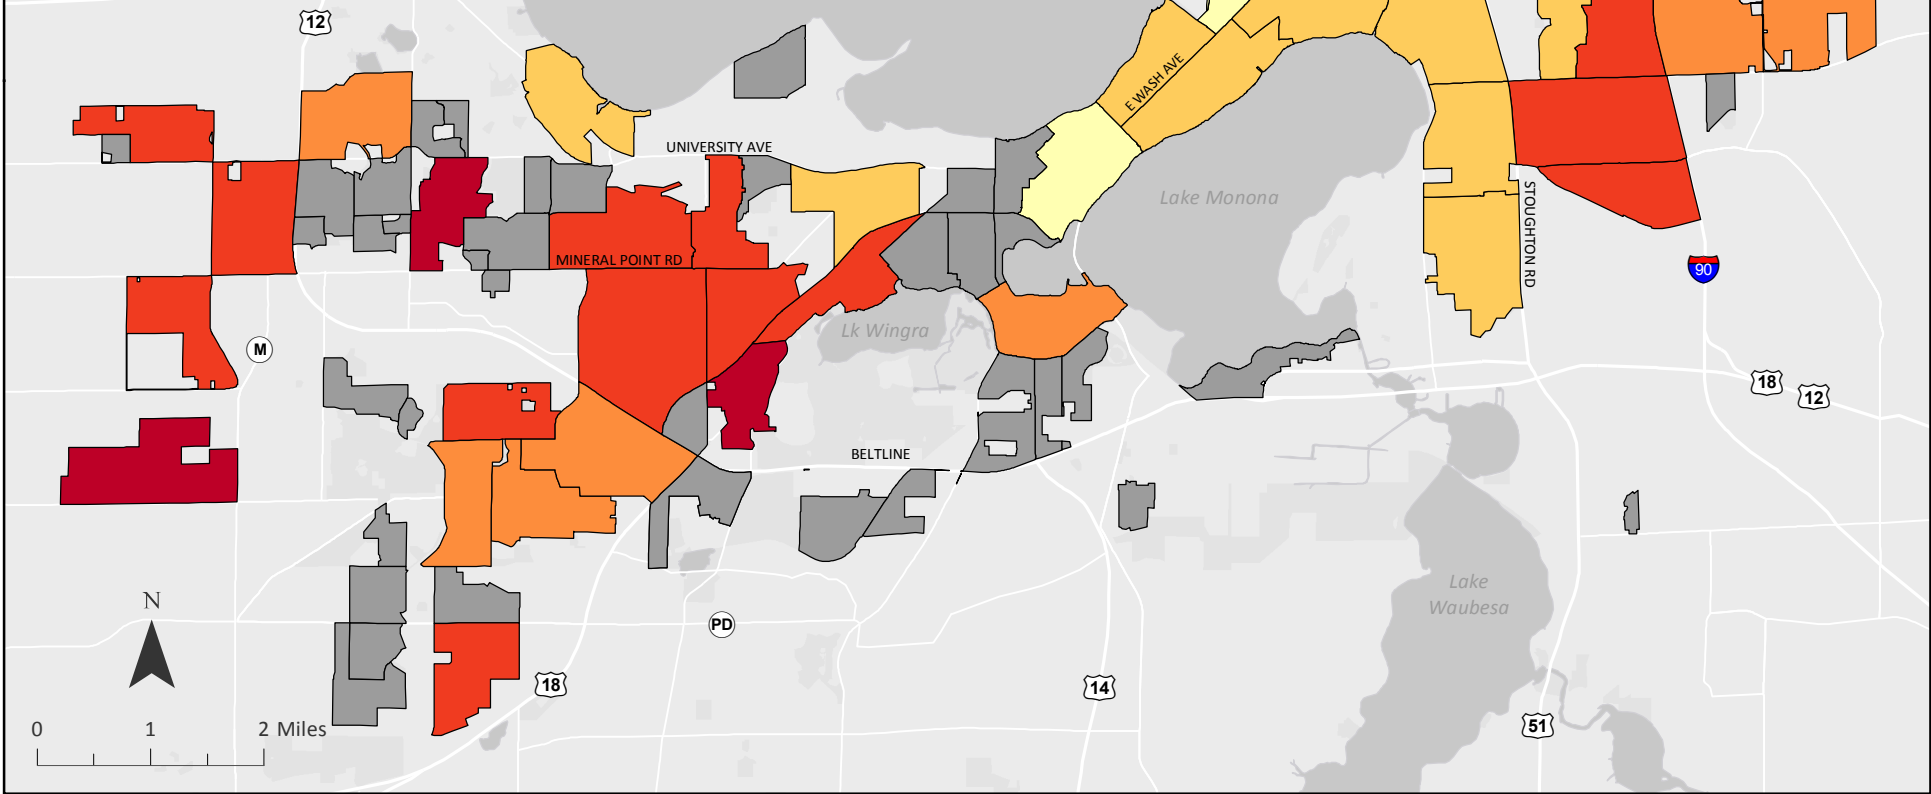 12
E WASH AVE
UNIVERSITY AVE
Lake Monona
STOUGHTON RD
MINERAL POINT RD
90
Lk Wingra
M
18
12
BELTLINE
Lake
Waubesa
N
PD
18
14
51
0 1 2 Miles